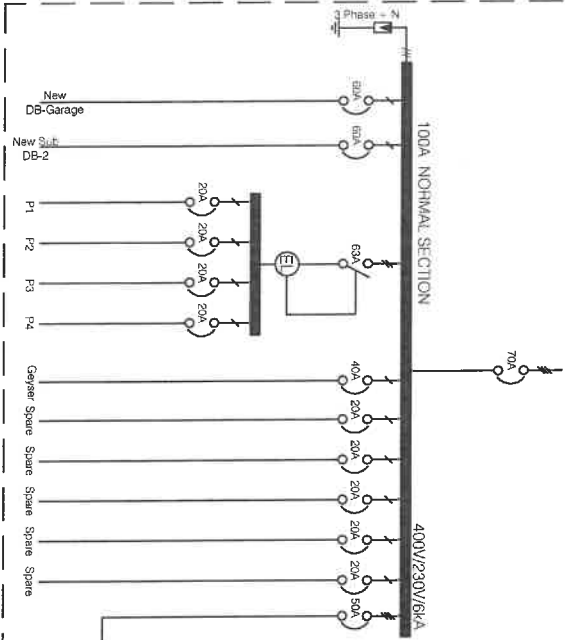 3 Phase + N
60A
New
DB-Garage
60A
New Sub
DB-2
100A NORMAL SECTION
20A
P1
20A
P2
20A
P3
20A
P4
EL
63A
70A
40A
Geyser
20A
Spare
20A
Spare
20A
Spare
20A
Spare
20A
Spare
50A
400V/230V/6kA